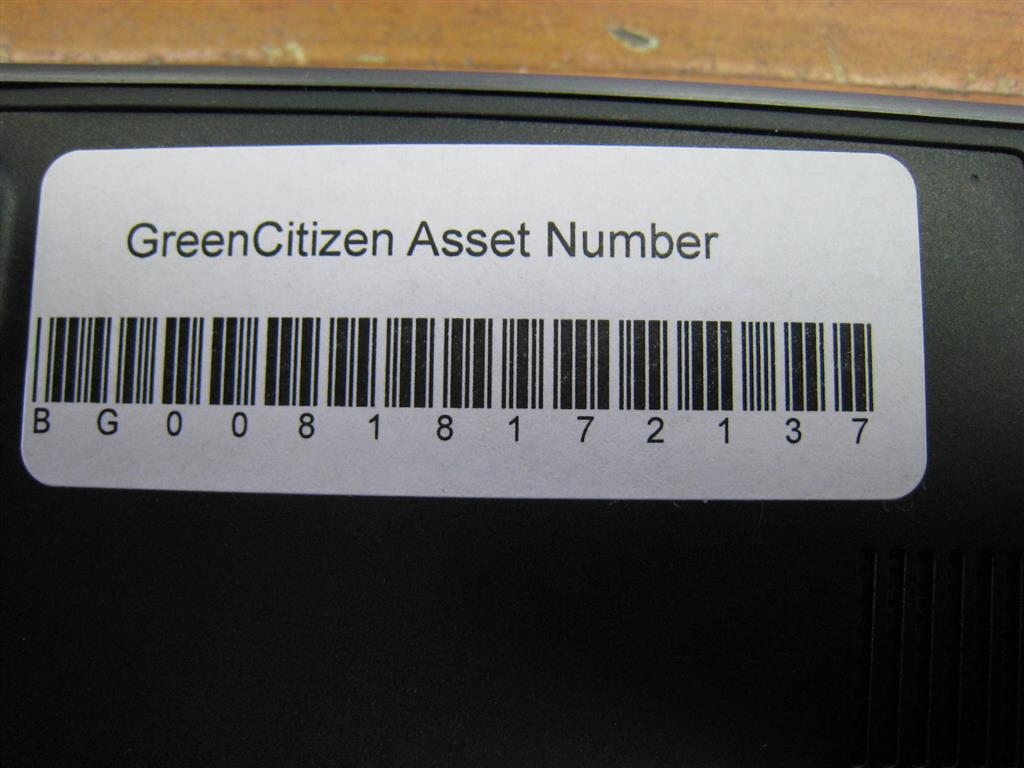 GreenCitizen Asset Number
B G 0 0 8 1 8 1 7 2 1 3 7